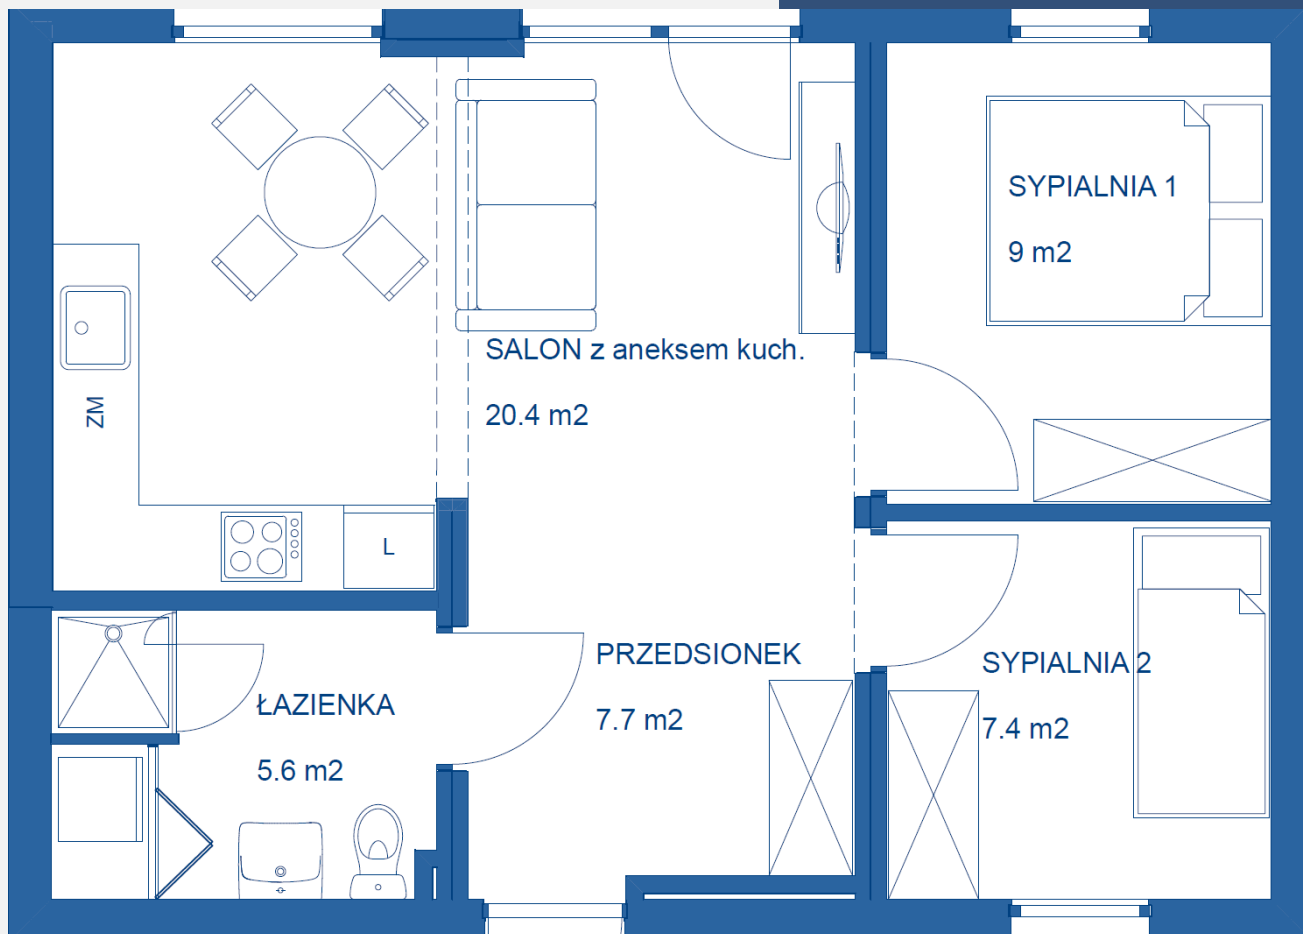 SYPIALNIA 1
9 m2
SALON z aneksem kuch.
20.4 m2
ZM
L
PRZEDSIONEK
7.7 m2
SYPIALNIA 2
7.4 m2
ŁAZIENKA
5.6 m2